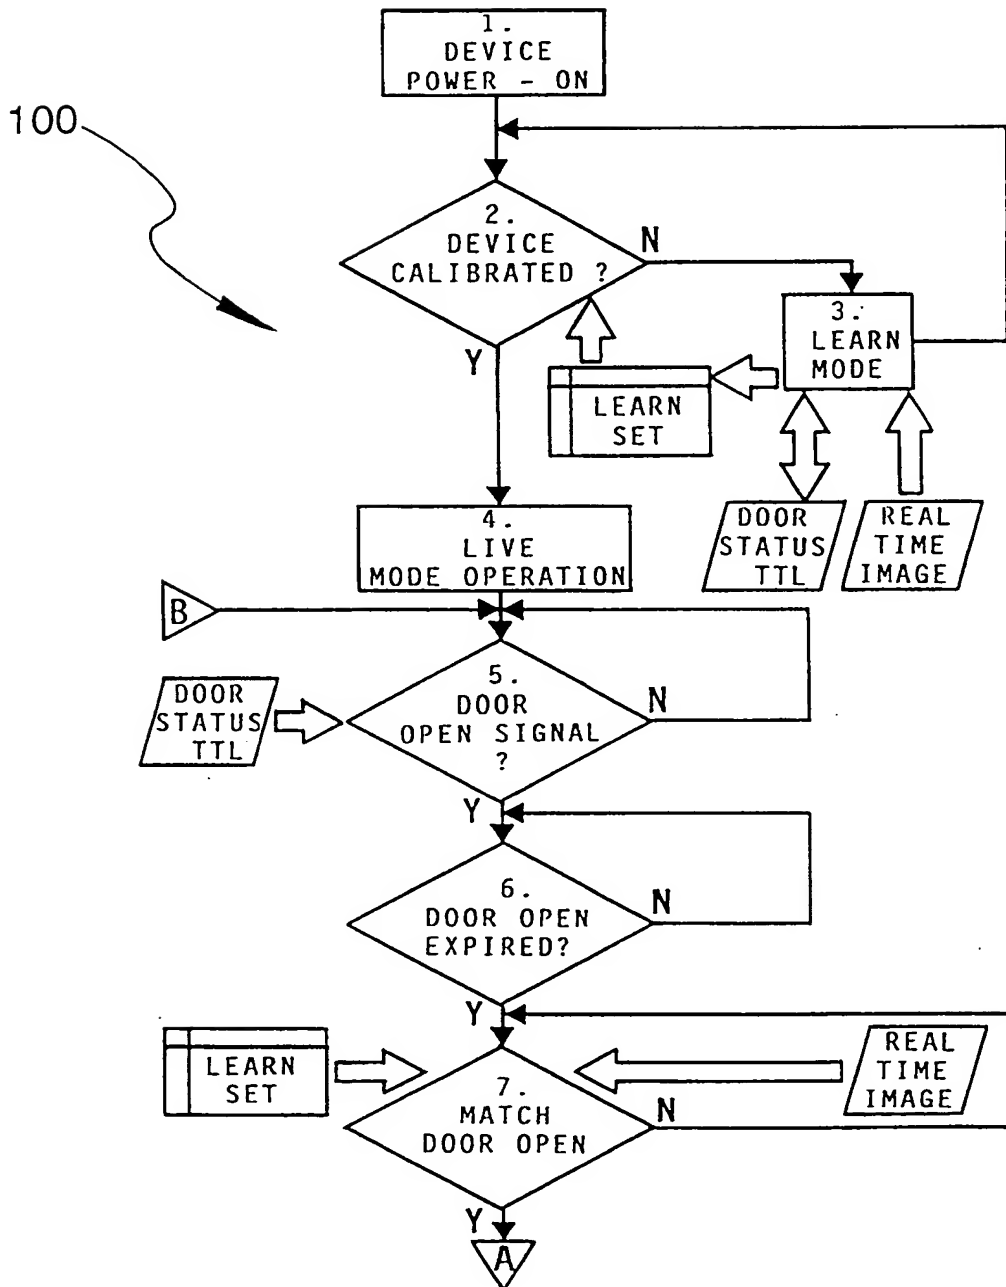 1.
DEVICE
POWER - ON
100
2.
DEVICE
CALIBRATED ?
N
Y
3.
LEARN
MODE
LEARN
SET
DOOR
STATUS
TTL
REAL
TIME
IMAGE
4.
LIVE
MODE OPERATION
B
5.
DOOR
OPEN SIGNAL
?
N
Y
DOOR
STATUS
TTL
6.
DOOR OPEN
EXPIRED?
N
Y
LEARN
SET
7.
MATCH
DOOR OPEN
N
Y
REAL
TIME
IMAGE
A